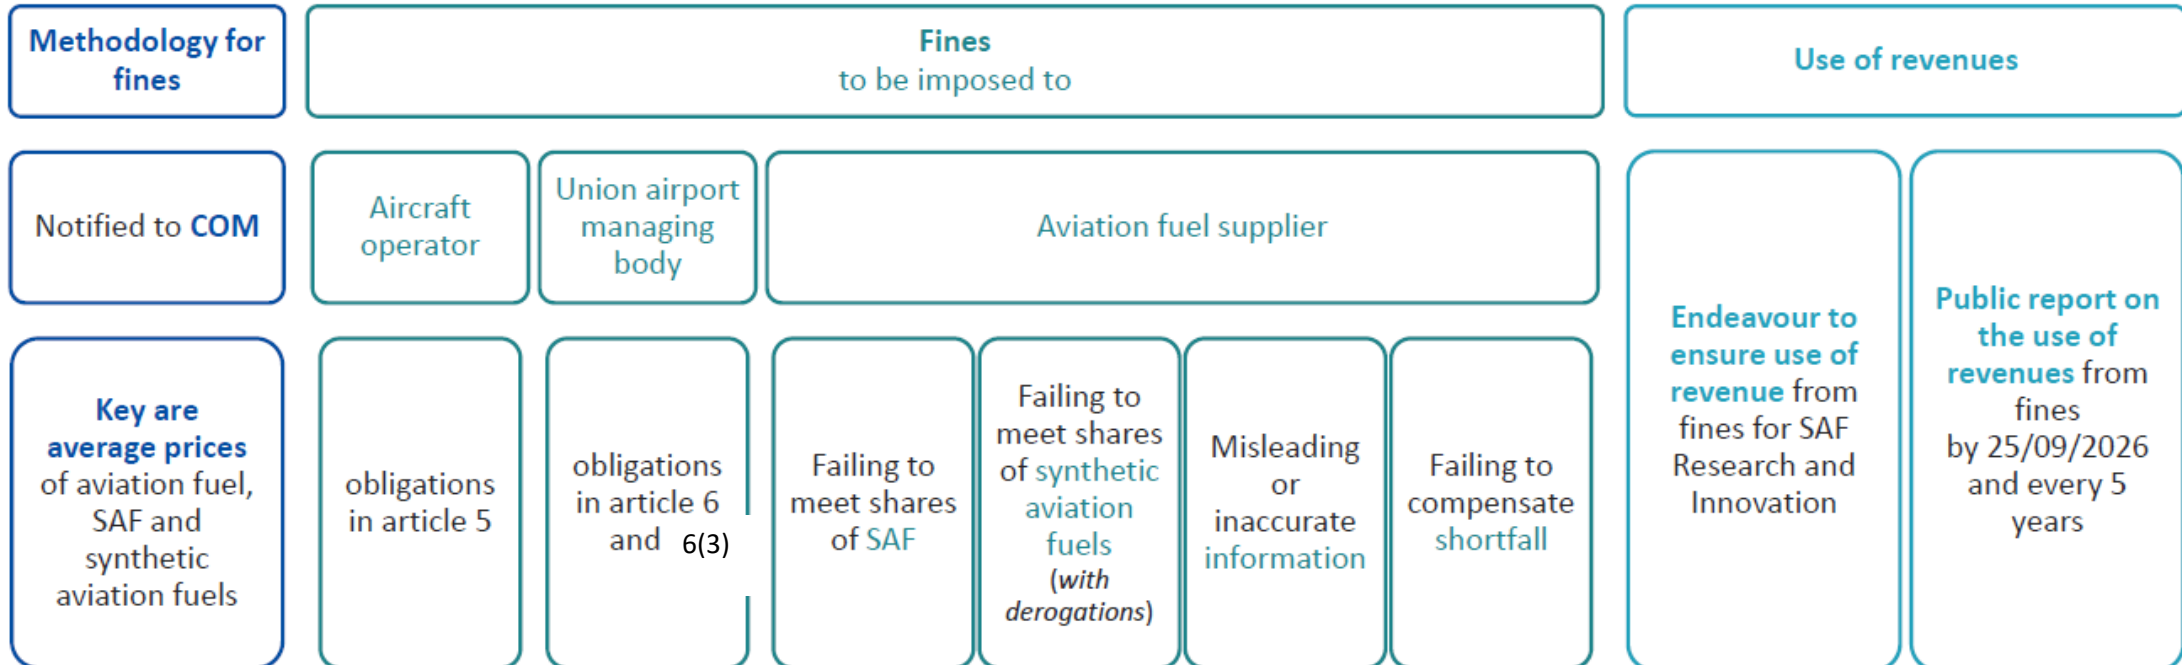 Methodology for
fines
Fines
to be imposed to
Use of revenues
Notified to COM
Aircraft
operator
Union airport
managing
body
Aviation fuel supplier
Key are
average prices
of aviation fuel,
SAF and
synthetic
aviation fuels
obligations
in article 5
obligations
in article 6
and 6(3)
Failing to
meet shares
of SAF
Failing to
meet shares
of synthetic
aviation
fuels
(with
derogations)
Misleading
or
inaccurate
information
Failing to
compensate
shortfall
Endeavour to
ensure use of
revenue from
fines for SAF
Research and
Innovation
Public report on
the use of
revenues from
fines
by 25/09/2026
and every 5
years